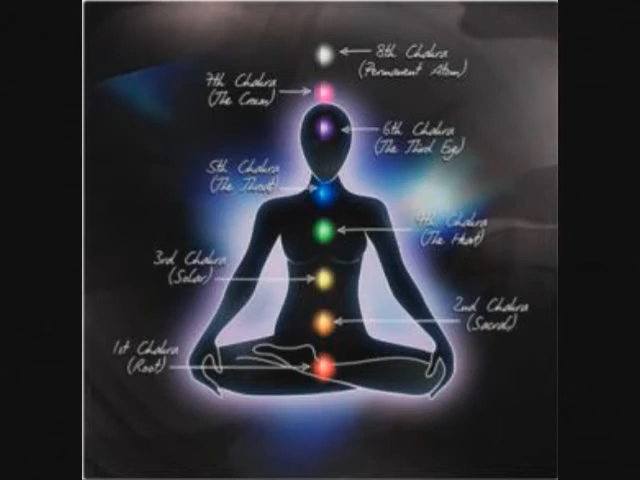 8th Chakra
(Permanent Atom)
7th Chakra
(The Crown)
6th Chakra
(The Third Eye)
5th Chakra
(The Throat)
4th Chakra
(The Heart)
3rd Chakra
(Solar)
2nd Chakra
(Sacral)
1st Chakra
(Root)